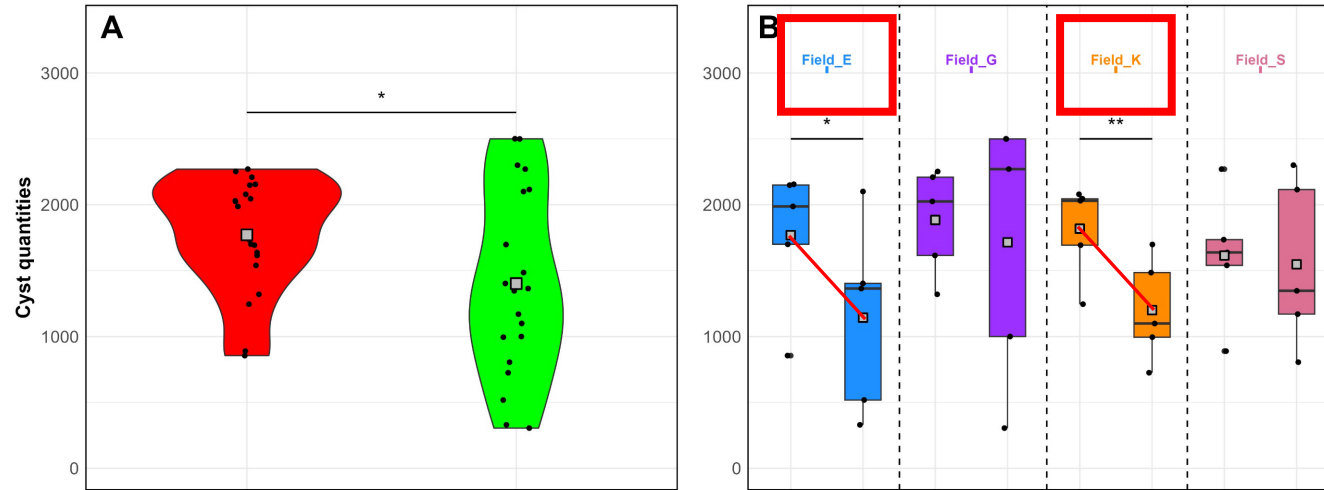 A
Cyst quantities
3000
2000
1000
0
*
B
Field_E
Field_G
Field_K
Field_S
3000
2000
1000
0
*
**